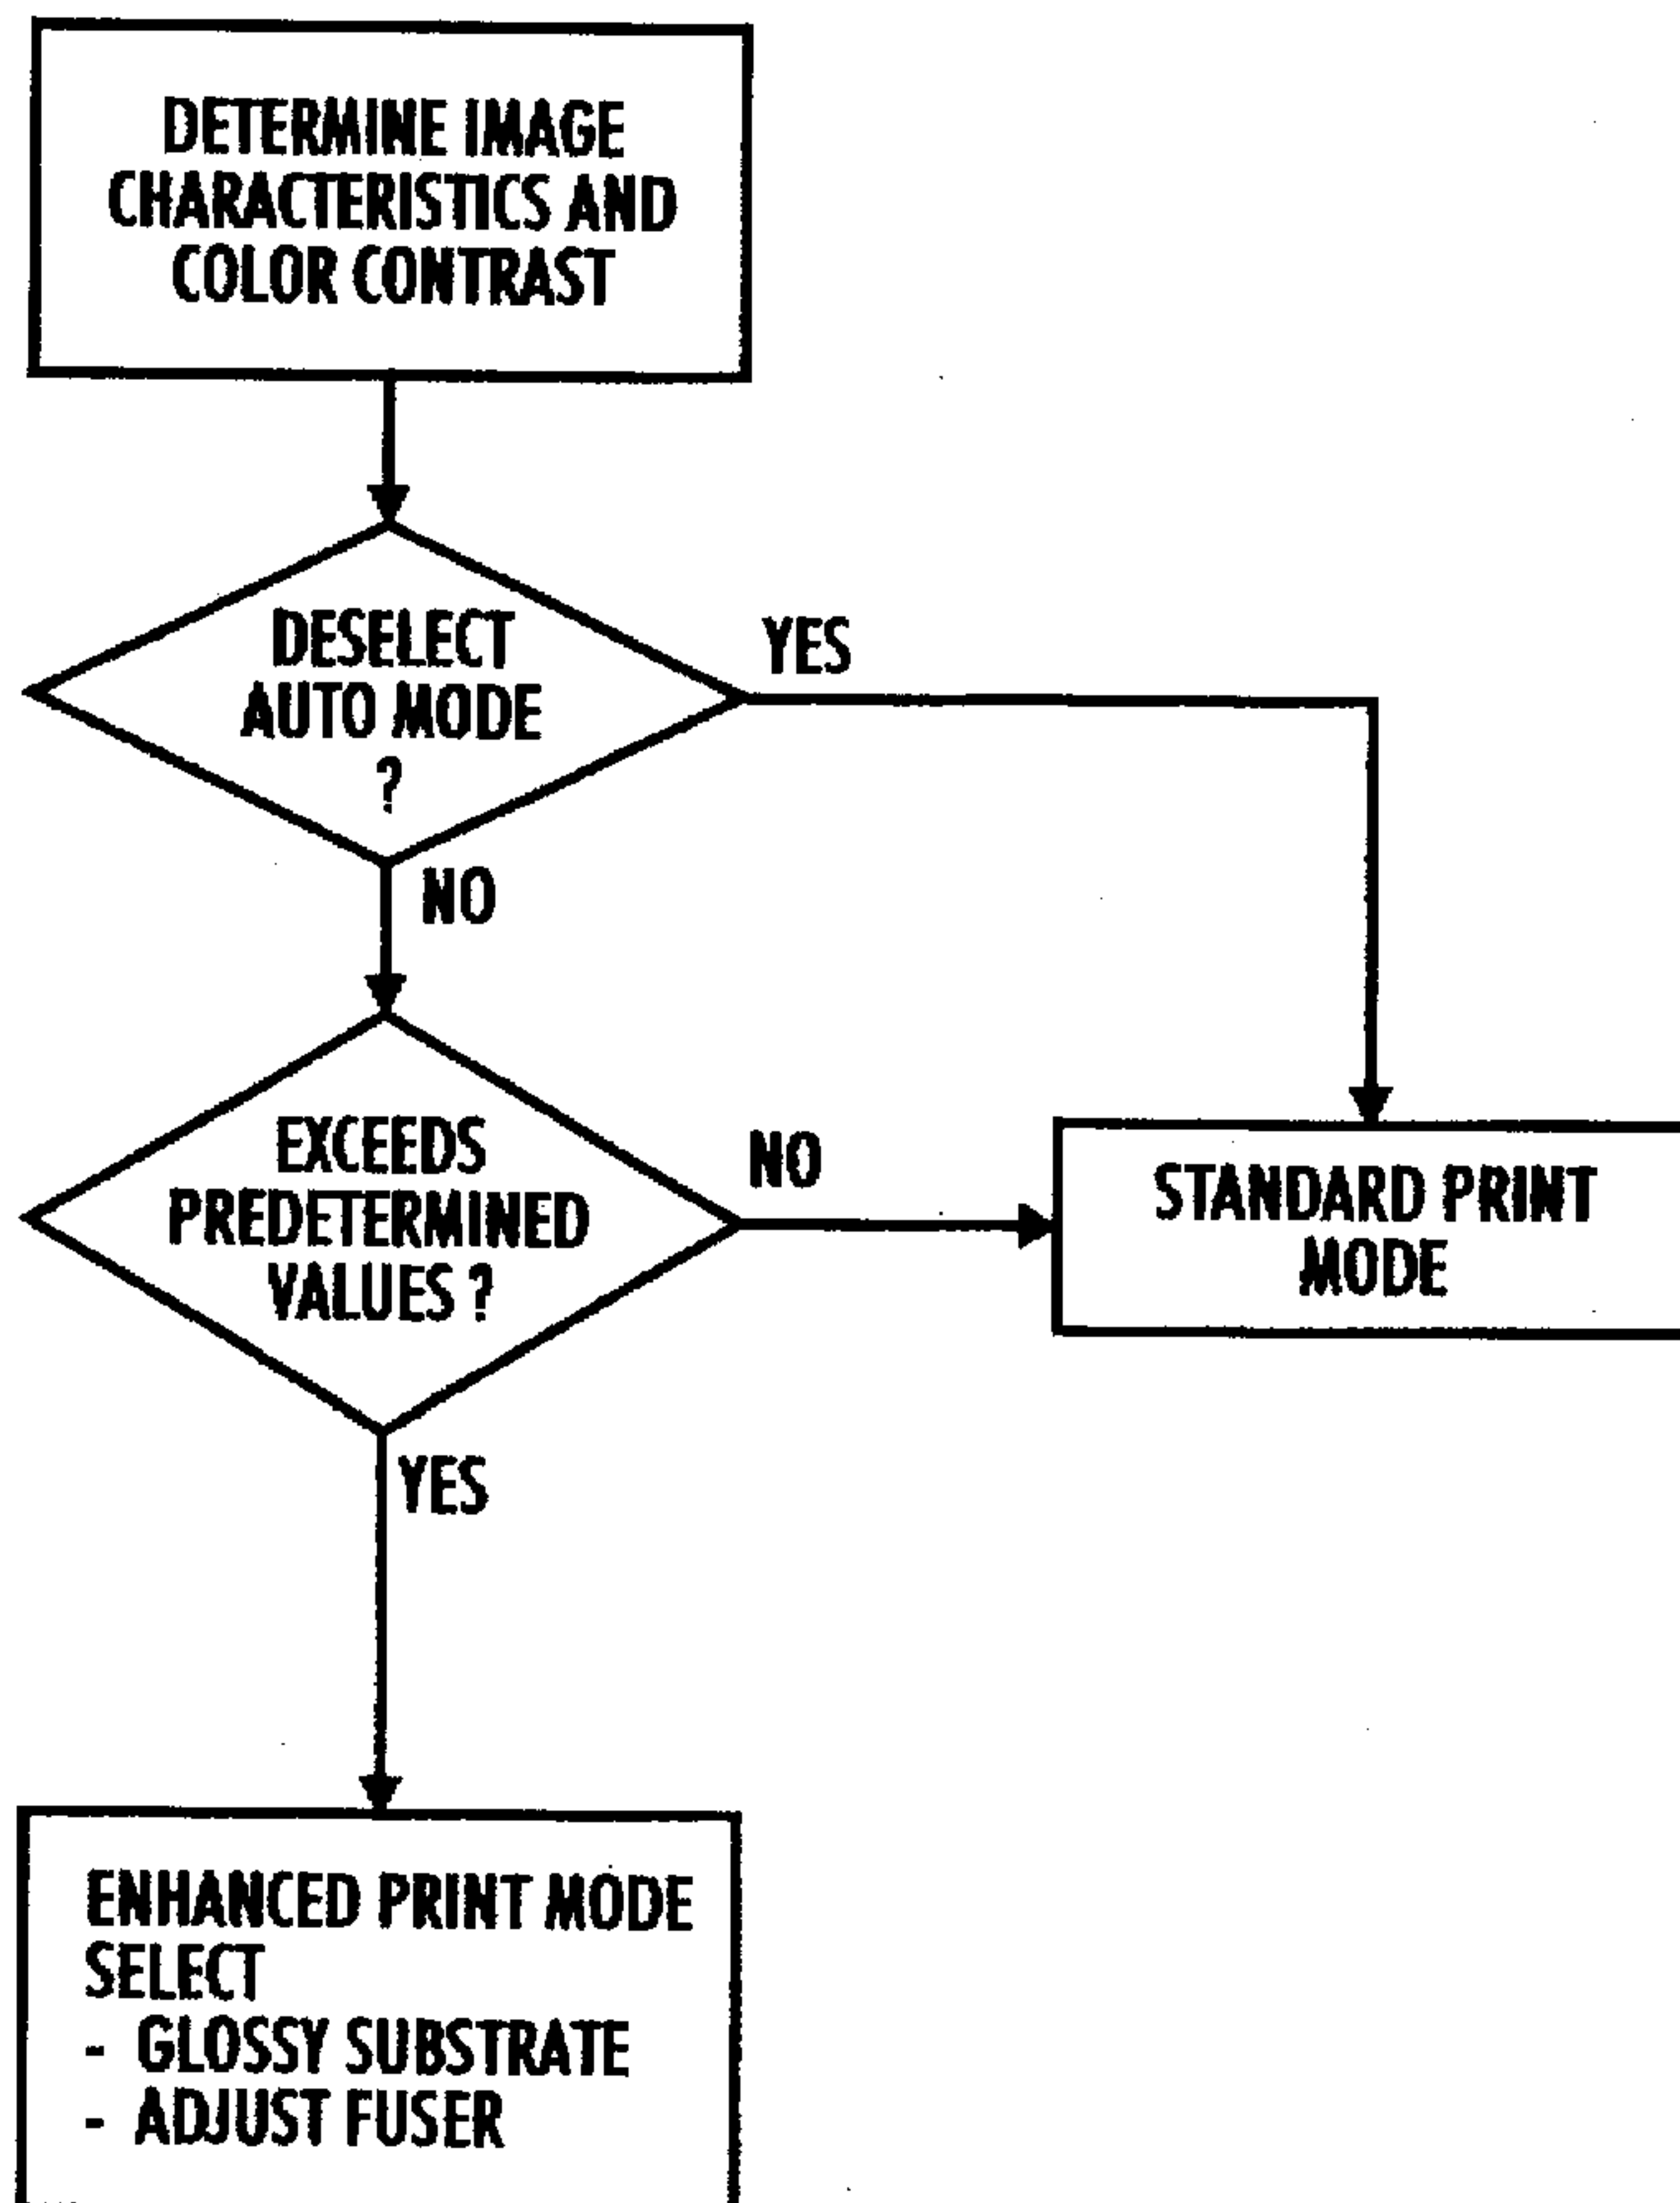 DETERMINE IMAGE
CHARACTERISTICS AND
COLOR CONTRAST
DESELECT
AUTO MODE
?
YES
NO
EXCEEDS
PREDETERMINED
VALUES ?
NO
STANDARD PRINT
MODE
YES
ENHANCED PRINT MODE
SELECT
- GLOSSY SUBSTRATE
- ADJUST FUSER